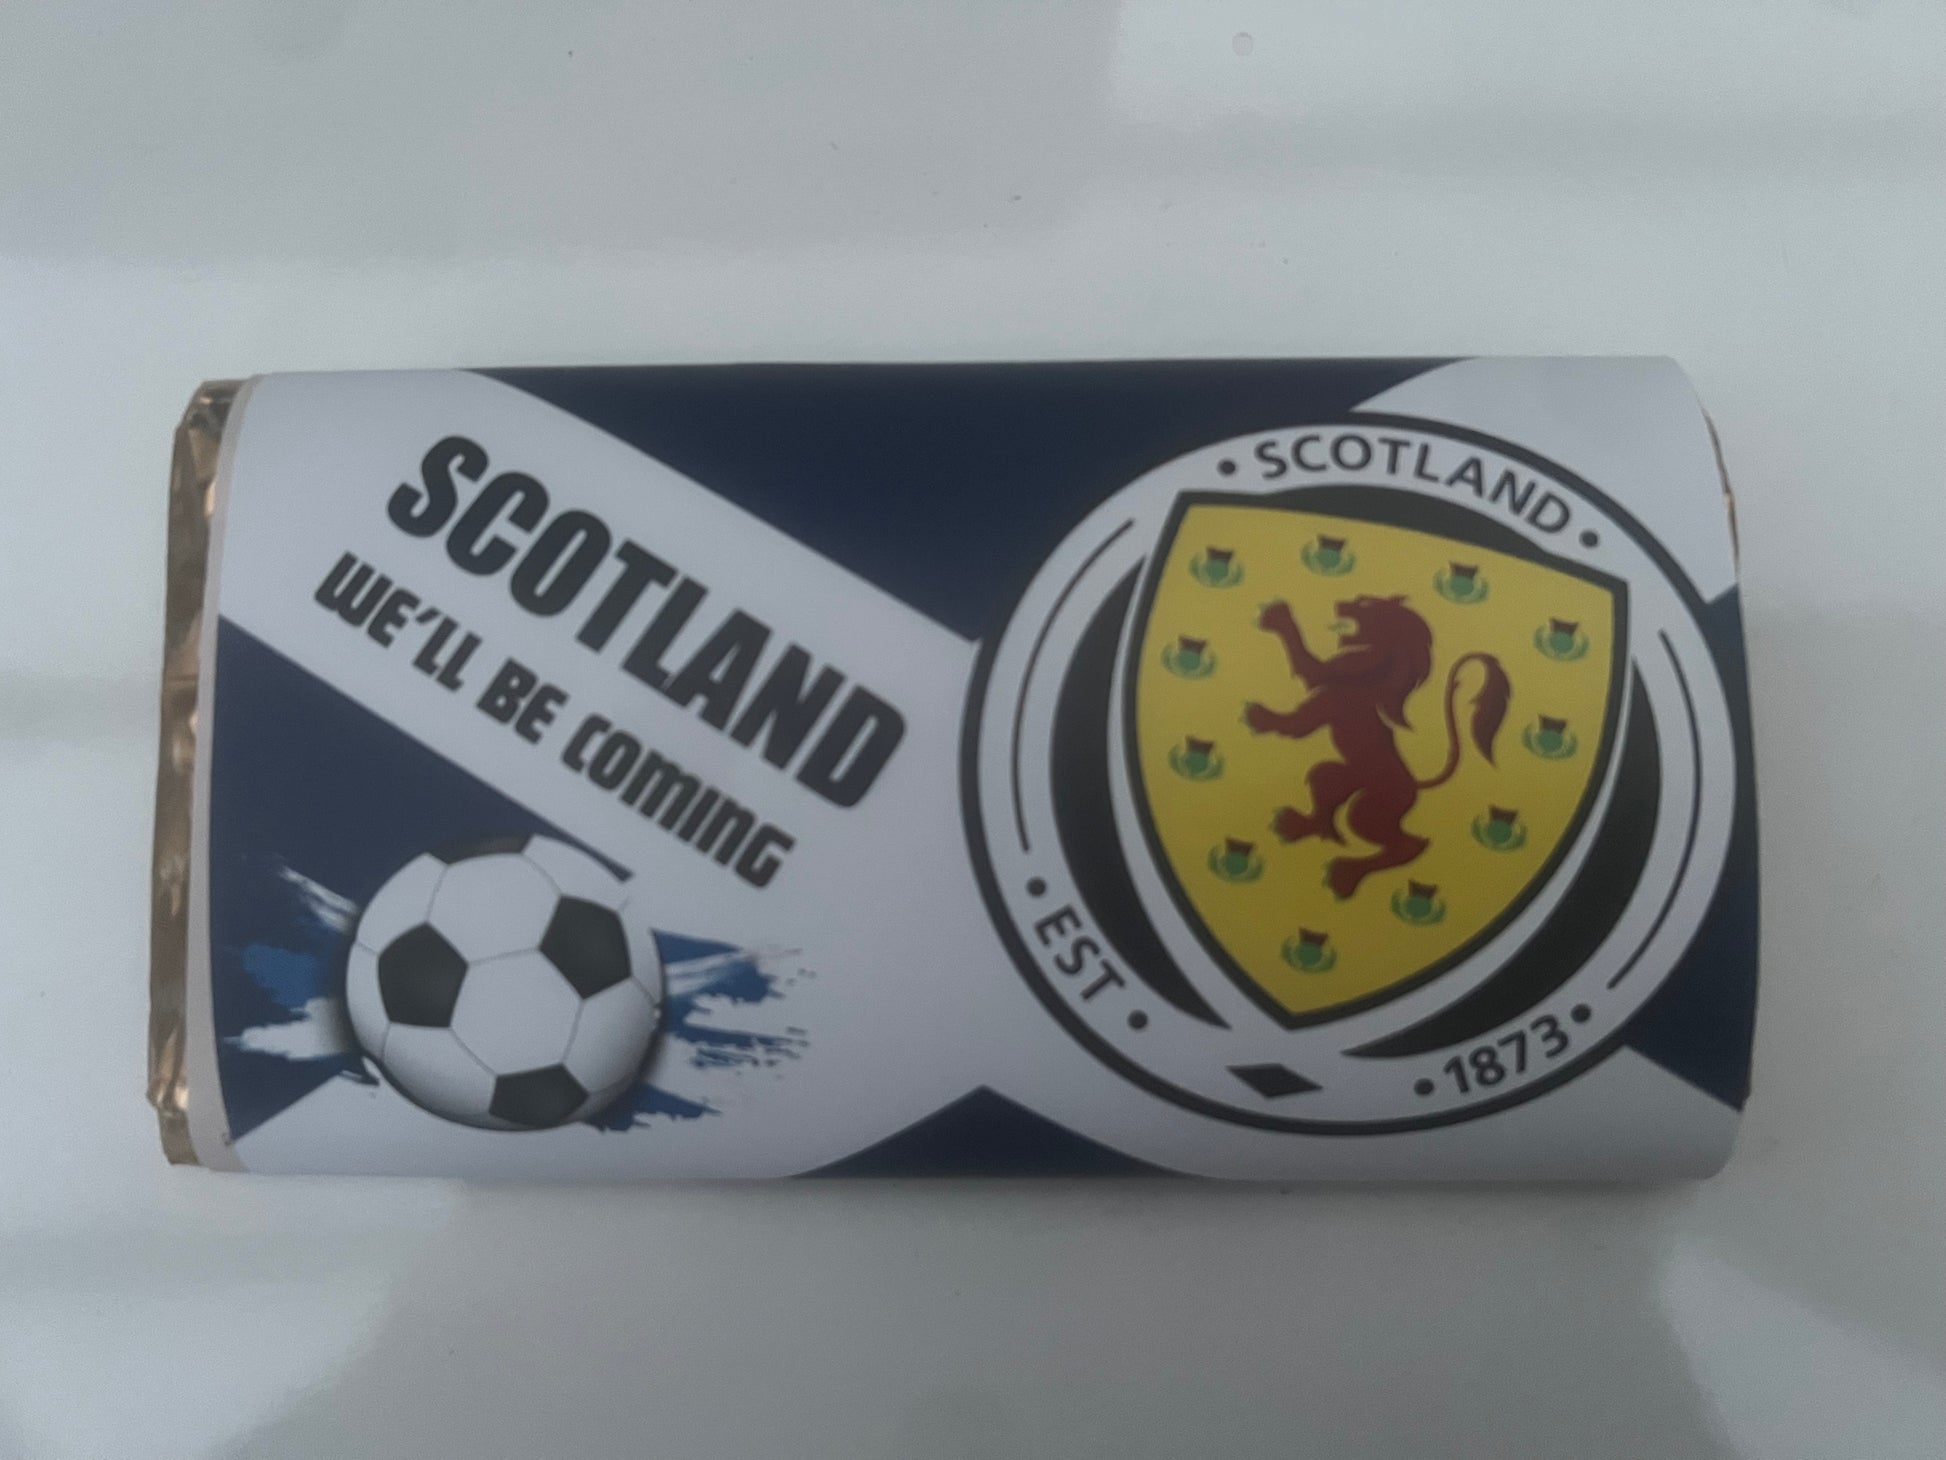 SCOTLAND
WE'LL BE COMING
• SCOTLAND •
• EST •
• 1873 •